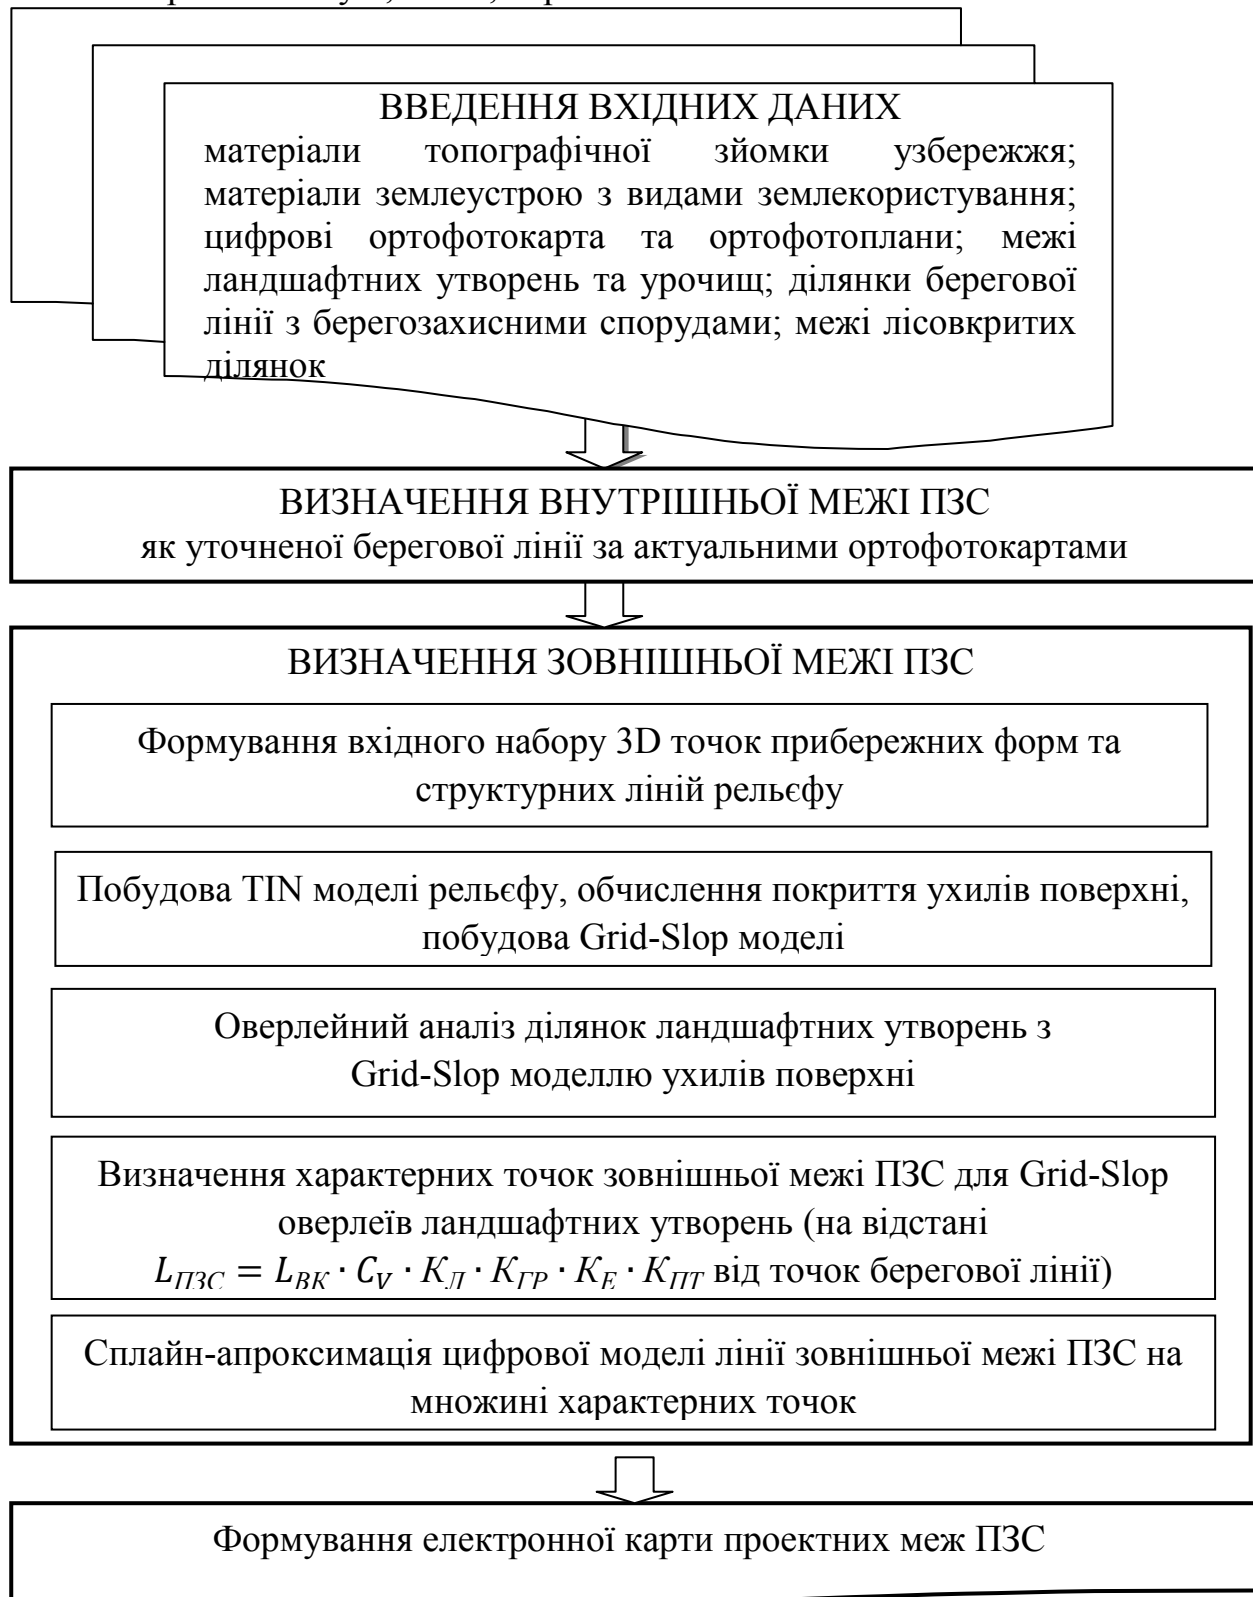 ВВЕДЕННЯ ВХІДНИХ ДАНИХ
матеріали топографічної зйомки узбережжя;
матеріали землеустрою з видами землекористування;
цифрові ортофотокарта та ортофотоплани; межі
ландшафтних утворень та урочищ; ділянки берегової
лінії з берегозахисними спорудами; межі лісовкритих
ділянок
ВИЗНАЧЕННЯ ВНУТРІШНЬОЇ МЕЖІ ПЗС
як уточненої берегової лінії за актуальними ортофотокартами
ВИЗНАЧЕННЯ ЗОВНІШНЬОЇ МЕЖІ ПЗС
Формування вхідного набору 3D точок прибережних форм та
структурних ліній рельєфу
Побудова TIN моделі рельєфу, обчислення покриття ухилів поверхні,
побудова Grid-Slop моделі
Оверлейний аналіз ділянок ландшафтних утворень з
Grid-Slop моделлю ухилів поверхні
Визначення характерних точок зовнішньої межі ПЗС для Grid-Slop
оверлеїв ландшафтних утворень (на відстані
L_ПЗС = L_ВК · C_V · К_Л · К_ГР · К_Е · К_ПТ від точок берегової лінії)
Сплайн-апроксимація цифрової моделі лінії зовнішньої межі ПЗС на
множині характерних точок
Формування електронної карти проектних меж ПЗС